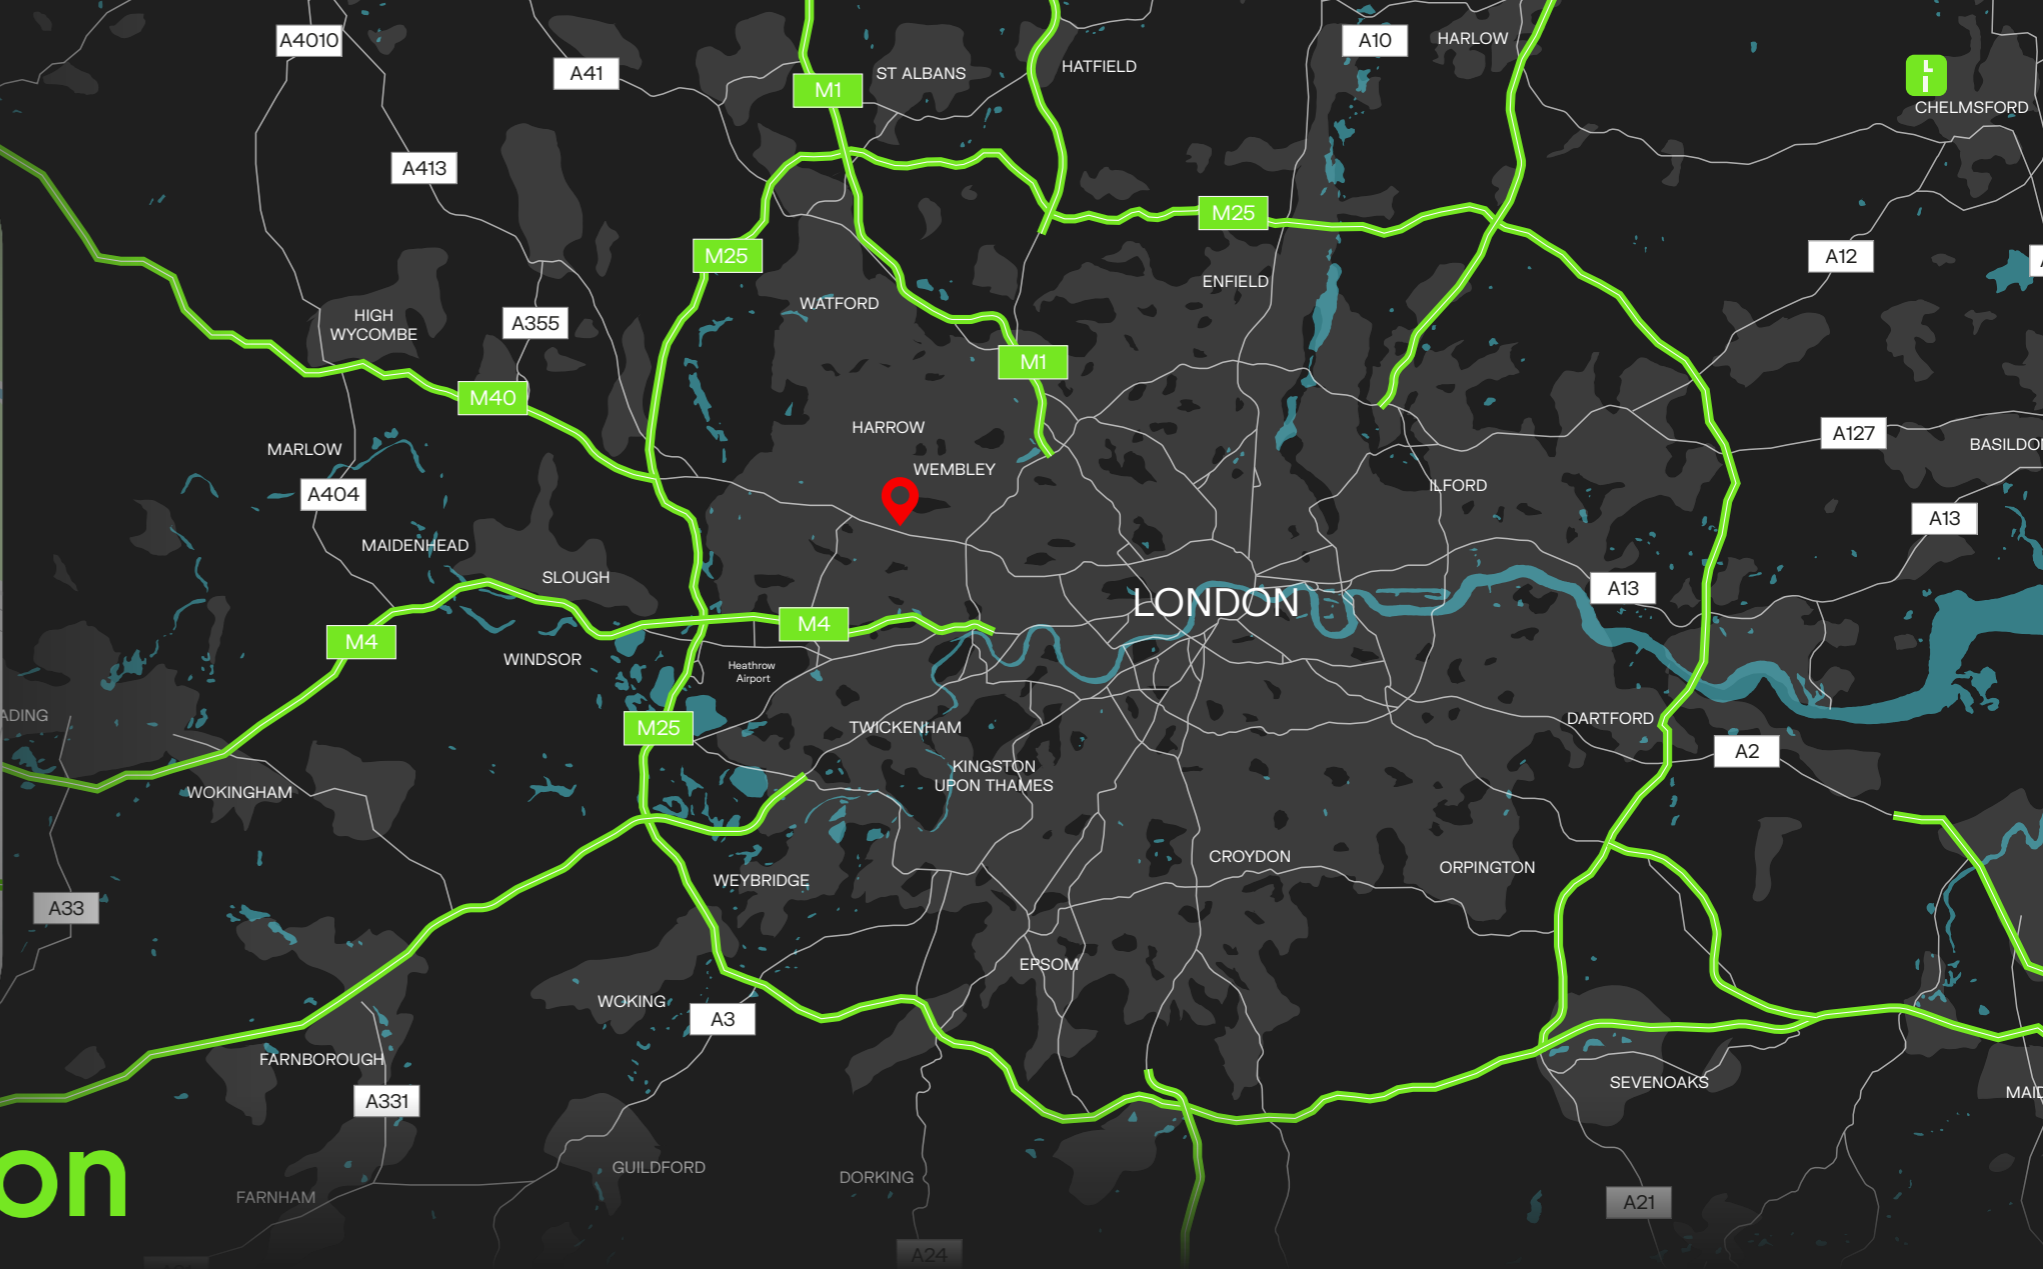 A4010
A10
HARLOW
A41
ST ALBANS
HATFIELD
M1
CHELMSFORD
A413
M25
M25
A12
ENFIELD
WATFORD
HIGH
WYCOMBE
A355
M1
M40
HARROW
A127
BASILDO
MARLOW
WEMBLEY
A404
ILFORD
A13
MAIDENHEAD
SLOUGH
A13
LONDON
M4
M4
WINDSOR
Heathrow
Airport
ADING
M25
TWICKENHAM
DARTFORD
A2
KINGSTON
UPON THAMES
WOKINGHAM
CROYDON
ORPINGTON
WEYBRIDGE
A33
EPSOM
WOKING
A3
FARNBOROUGH
SEVENOAKS
MAID
A331
on
GUILDFORD
DORKING
FARNHAM
A21
A24